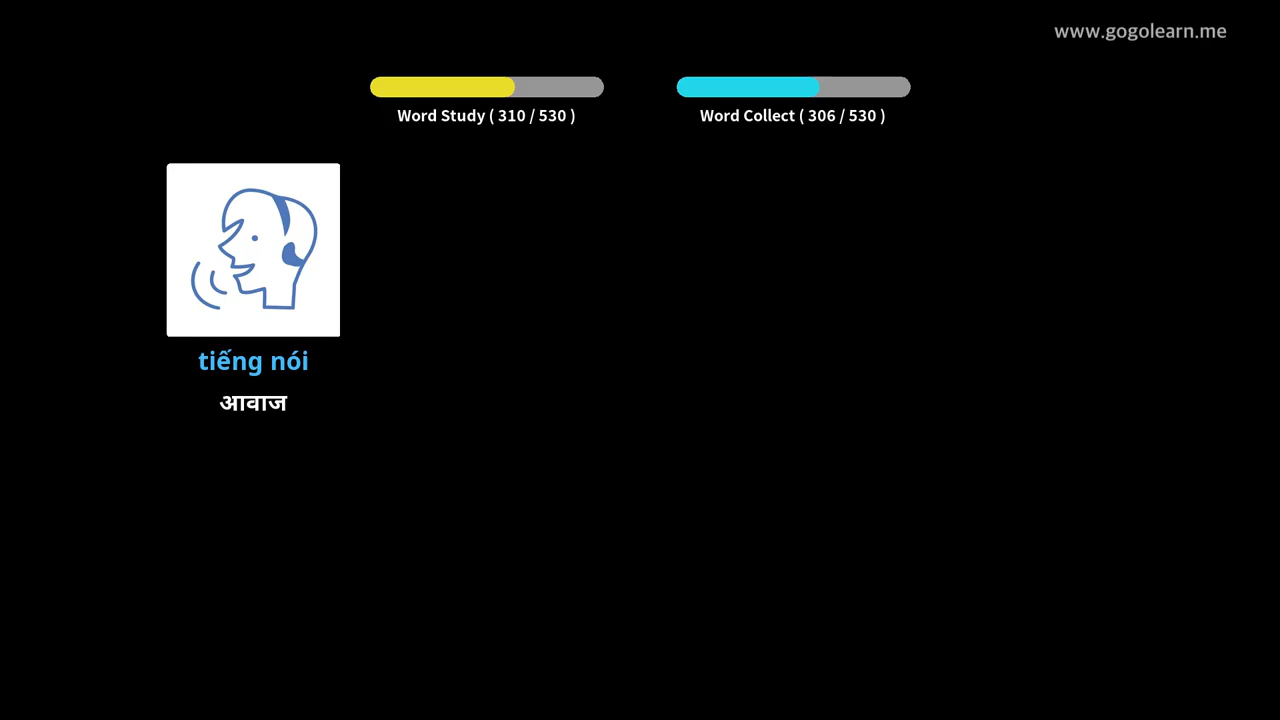 www.gogolearn.me
Word Study ( 310 / 530 )
Word Collect ( 306 / 530 )
tiếng nói
आवाज